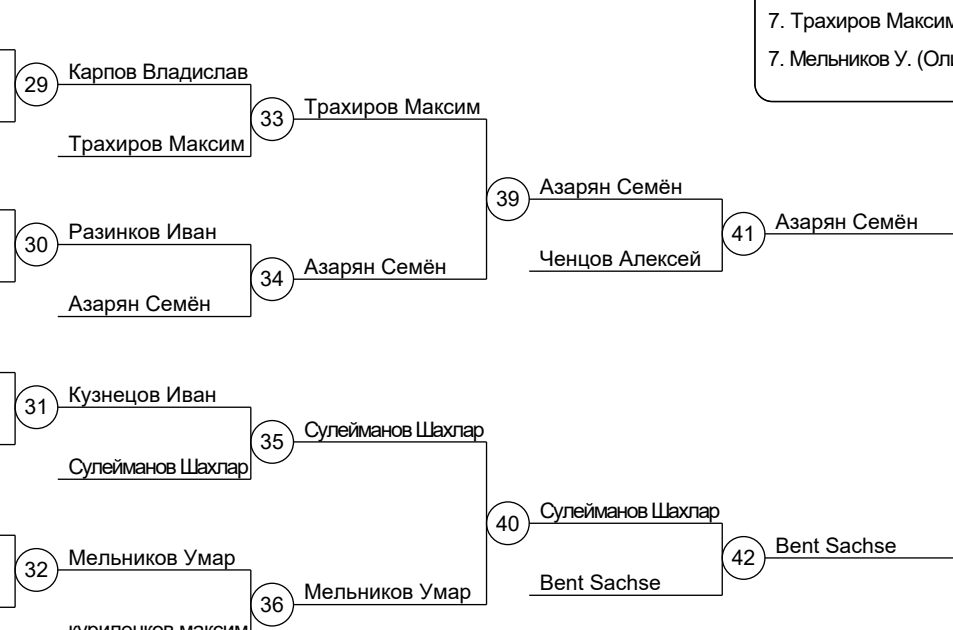 7. Трахиров Максим
7. Мельников У.
29
Карпов Владислав
33
Трахиров Максим
Трахиров Максим
39
Азарян Семён
30
Разинков Иван
41
Азарян Семён
Ченцов Алексей
34
Азарян Семён
Азарян Семён
31
Кузнецов Иван
35
Сулейманов Шахлар
Сулейманов Шахлар
40
Сулейманов Шахлар
32
Мельников Умар
42
Bent Sachse
Bent Sachse
36
Мельников Умар
максим